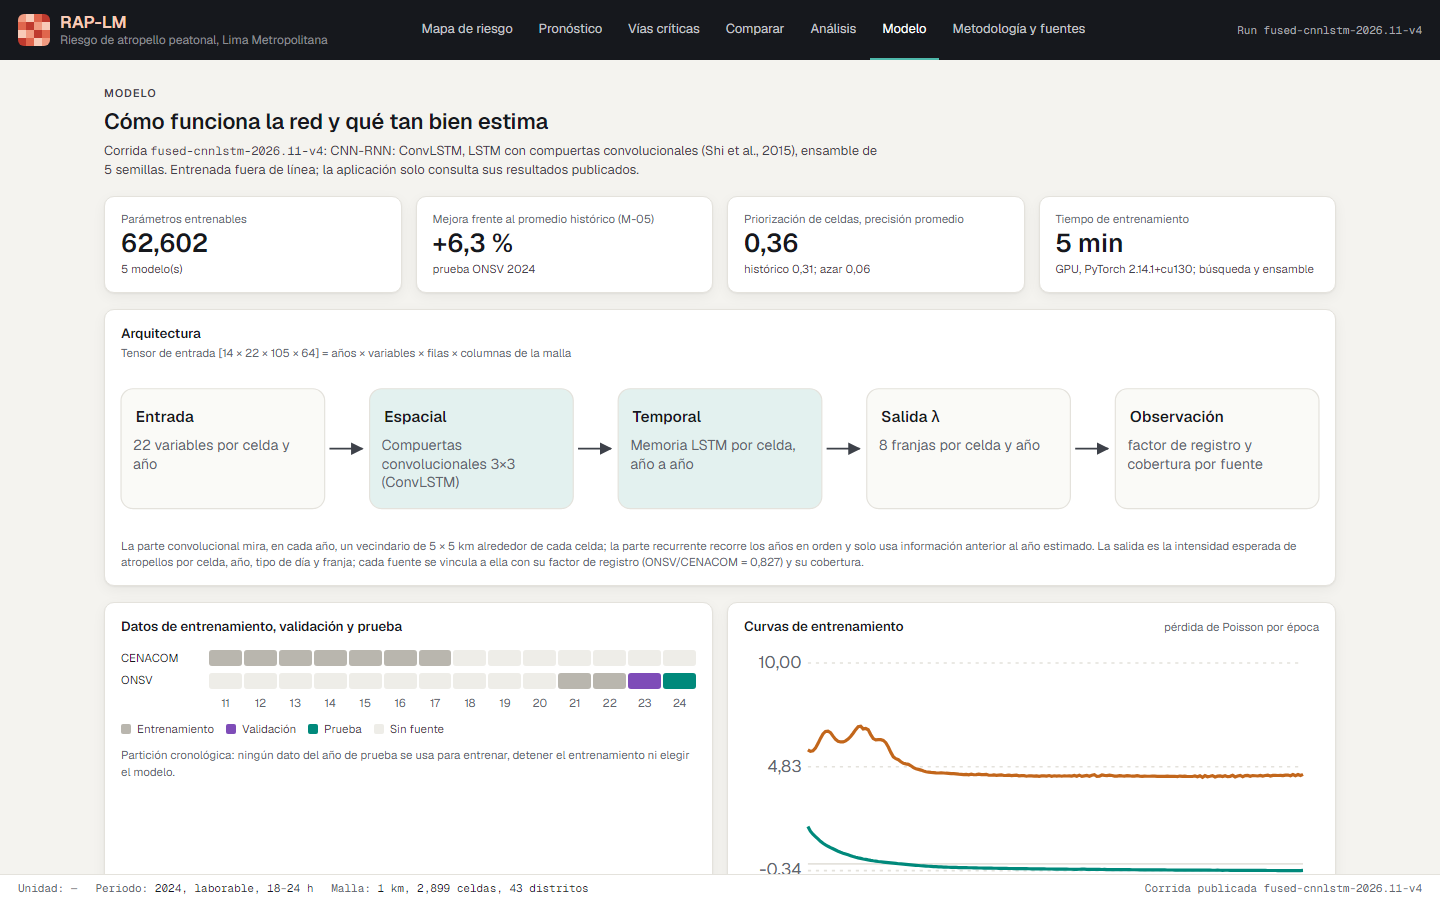 RAP-LM
Riesgo de atropello peatonal, Lima Metropolitana
Mapa de riesgo
Pronóstico
Vías críticas
Comparar
Análisis
Modelo
Metodología y fuentes
Run fused-cnnlstm-2026.11-v4
MODELO
Cómo funciona la red y qué tan bien estima
Corrida fused-cnnlstm-2026.11-v4: CNN-RNN: ConvLSTM, LSTM con compuertas convolucionales (Shi et al., 2015), ensamble de
5 semillas. Entrenada fuera de línea; la aplicación solo consulta sus resultados publicados.
Parámetros entrenables
62,602
5 modelo(s)
Mejora frente al promedio histórico (M-05)
+6,3 %
prueba ONSV 2024
Priorización de celdas, precisión promedio
0,36
histórico 0,31; azar 0,06
Tiempo de entrenamiento
5 min
GPU, PyTorch 2.14.1+cu130; búsqueda y ensamble
Arquitectura
Tensor de entrada [14 × 22 × 105 × 64] = años × variables × filas × columnas de la malla
Entrada
22 variables por celda y
año
Espacial
Compuertas
convolucionales 3×3
(ConvLSTM)
Temporal
Memoria LSTM por celda,
año a año
Salida λ
8 franjas por celda y año
Observación
factor de registro y
cobertura por fuente
La parte convolucional mira, en cada año, un vecindario de 5 × 5 km alrededor de cada celda; la parte recurrente recorre los años en orden y solo usa información anterior al año estimado. La salida es la intensidad esperada de
atropellos por celda, año, tipo de día y franja; cada fuente se vincula a ella con su factor de registro (ONSV/CENACOM = 0,827) y su cobertura.
Datos de entrenamiento, validación y prueba
CENACOM
ONSV
11 12 13 14 15 16 17 18 19 20 21 22 23 24
Entrenamiento Validación Prueba Sin fuente
Partición cronológica: ningún dato del año de prueba se usa para entrenar, detener el entrenamiento ni elegir
el modelo.
Curvas de entrenamiento
pérdida de Poisson por época
10,00
4,83
-0,34
Unidad: — Periodo: 2024, laborable, 18-24 h Malla: 1 km, 2,899 celdas, 43 distritos
Corrida publicada fused-cnnlstm-2026.11-v4